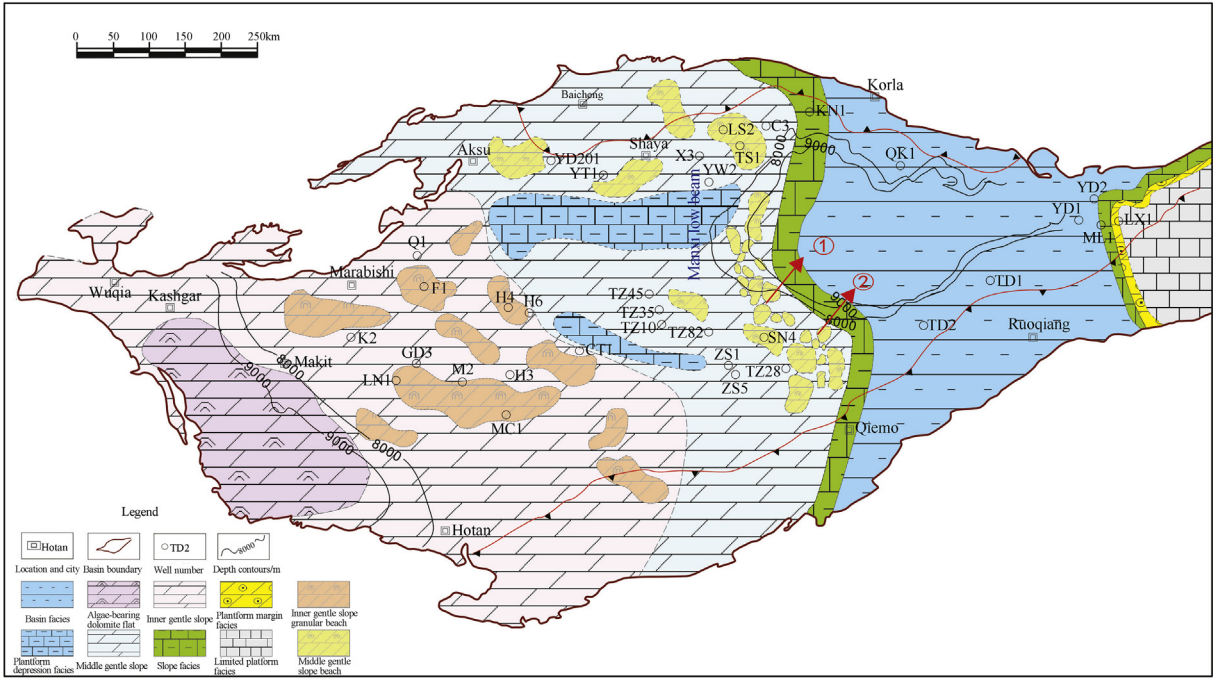 0 50 100 150 200 250km
Korla
Baicheng
KN1
LS2
C3
Shaya
Aksu
YD201
X3
TS1
8000
9000
QK1
YT1
YW2
YD2
YD1
LX1
ML1
Manxi low beam
Q1
①
Marabishi
Wuqia
Kashgar
F1
H4
H6
TZ45
②
TD1
TZ35
TZ10
TZ82
9000
8000
TD2
Ruoqiang
K2
SN4
CT1
GD3
Makit
8000
ZS1
TZ28
LN1
M2
H3
ZS5
9000
MC1
Qiemo
9000
8000
Hotan
Legend
Hotan
TD2
8000
Location and city
Basin boundary
Well number
Depth contours/m
Basin facies
Algae-bearing
dolomite flat
Inner gentle slope
Plantform margin
facies
Inner gentle slope
granular beach
Plantform
depression facies
Middle gentle slope
Slope facies
Limited platform
facies
Middle gentle
slope beach